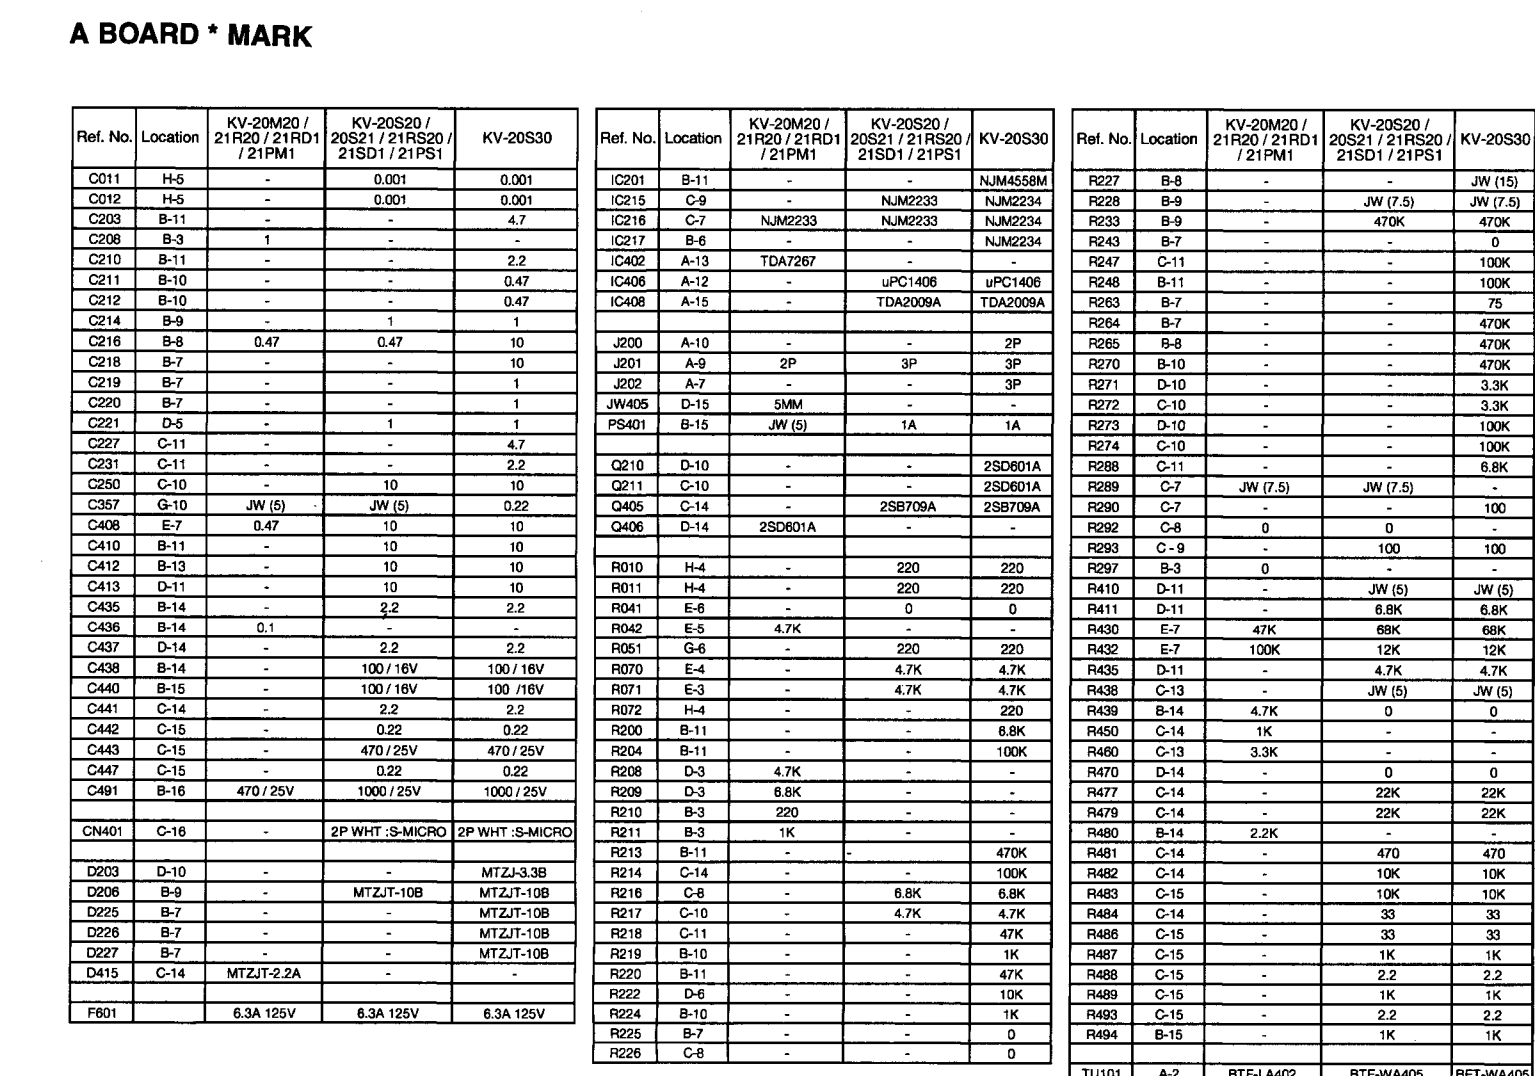 A BOARD * MARK
Ref. No. Location KV-20M20 / 21R20 / 21RD1 / 21PM1 KV-20S20 / 20S21 / 21RS20 / 21SD1 / 21PS1 KV-20S30
C011 H-5 - 0.001 0.001
C012 H-5 - 0.001 0.001
C203 B-11 - - 4.7
C208 B-3 1 - -
C210 B-11 - - 2.2
C211 B-10 - - 0.47
C212 B-10 - - 0.47
C214 B-9 - 1 1
C216 B-8 0.47 0.47 10
C218 B-7 - - 10
C219 B-7 - - 1
C220 B-7 - - 1
C221 D-5 - 1 1
C227 C-11 - - 4.7
C231 C-11 - - 2.2
C250 C-10 - 10 10
C357 G-10 JW (5) JW (5) 0.22
C408 E-7 0.47 10 10
C410 B-11 - 10 10
C412 B-13 - 10 10
C413 D-11 - 10 10
C435 B-14 - 2.2 2.2
C436 B-14 0.1 - -
C437 D-14 - 2.2 2.2
C438 B-14 - 100 / 16V 100 / 16V
C440 B-15 - 100 / 16V 100 /16V
C441 C-14 - 2.2 2.2
C442 C-15 - 0.22 0.22
C443 C-15 - 470 / 25V 470 / 25V
C447 C-15 - 0.22 0.22
C491 B-16 470 / 25V 1000 / 25V 1000 / 25V
CN401 C-16 - 2P WHT :S-MICRO 2P WHT :S-MICRO
D203 D-10 - - MTZJ-3.3B
D206 B-9 - MTZJT-10B MTZJT-10B
D225 B-7 - - MTZJT-10B
D226 B-7 - - MTZJT-10B
D227 B-7 - - MTZJT-10B
D415 C-14 MTZJT-2.2A - -
F601 6.3A 125V 6.3A 125V 6.3A 125V
Ref. No. Location KV-20M20 / 21R20 / 21RD1 / 21PM1 KV-20S20 / 20S21 / 21RS20 / 21SD1 / 21PS1 KV-20S30
IC201 B-11 - - NJM4558M
IC215 C-9 - NJM2233 NJM2234
IC216 C-7 NJM2233 NJM2233 NJM2234
IC217 B-6 - - NJM2234
IC402 A-13 TDA7267 - -
IC406 A-12 - uPC1406 uPC1406
IC408 A-15 - TDA2009A TDA2009A
J200 A-10 - - 2P
J201 A-9 2P 3P 3P
J202 A-7 - - 3P
JW405 D-15 5MM - -
PS401 B-15 JW (5) 1A 1A
Q210 D-10 - - 2SD601A
Q211 C-10 - - 2SD601A
Q405 C-14 - 2SB709A 2SB709A
Q406 D-14 2SD601A - -
R010 H-4 - 220 220
R011 H-4 - 220 220
R041 E-6 - 0 0
R042 E-5 4.7K - -
R051 G-6 - 220 220
R070 E-4 - 4.7K 4.7K
R071 E-3 - 4.7K 4.7K
R072 H-4 - - 220
R200 B-11 - - 6.8K
R204 B-11 - - 100K
R208 D-3 4.7K - -
R209 D-3 6.8K - -
R210 B-3 220 - -
R211 B-3 1K - -
R213 B-11 - - 470K
R214 C-14 - - 100K
R216 C-8 - 6.8K 6.8K
R217 C-10 - 4.7K 4.7K
R218 C-11 - - 47K
R219 B-10 - - 1K
R220 B-11 - - 47K
R222 D-6 - - 10K
R224 B-10 - - 1K
R225 B-7 - - 0
R226 C-8 - - 0
Ref. No. Location KV-20M20 / 21R20 / 21RD1 / 21PM1 KV-20S20 / 20S21 / 21RS20 / 21SD1 / 21PS1 KV-20S30
R227 B-8 - - JW (15)
R228 B-9 - JW (7.5) JW (7.5)
R233 B-9 - 470K 470K
R243 B-7 - - 0
R247 C-11 - - 100K
R248 B-11 - - 100K
R263 B-7 - - 75
R264 B-7 - - 470K
R265 B-8 - - 470K
R270 B-10 - - 470K
R271 D-10 - - 3.3K
R272 C-10 - - 3.3K
R273 D-10 - - 100K
R274 C-10 - - 100K
R288 C-11 - - 6.8K
R289 C-7 JW (7.5) JW (7.5) -
R290 C-7 - - 100
R292 C-8 0 0 -
R293 C - 9 - 100 100
R297 B-3 0 - -
R410 D-11 - JW (5) JW (5)
R411 D-11 - 6.8K 6.8K
R430 E-7 47K 68K 68K
R432 E-7 100K 12K 12K
R435 D-11 - 4.7K 4.7K
R438 C-13 - JW (5) JW (5)
R439 B-14 4.7K 0 0
R450 C-14 1K - -
R460 C-13 3.3K - -
R470 D-14 - 0 0
R477 C-14 - 22K 22K
R479 C-14 - 22K 22K
R480 B-14 2.2K - -
R481 C-14 - 470 470
R482 C-14 - 10K 10K
R483 C-15 - 10K 10K
R484 C-14 - 33 33
R486 C-15 - 33 33
R487 C-15 - 1K 1K
R488 C-15 - 2.2 2.2
R489 C-15 - 1K 1K
R493 C-15 - 2.2 2.2
R494 B-15 - 1K 1K
TU101 A-2 BTF-LA402 BTF-WA405 BFT-WA405